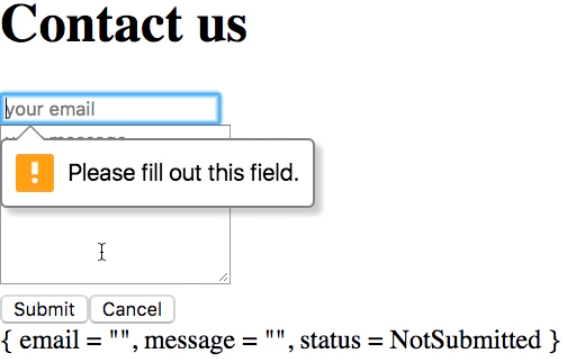 Contact us
your email
Please fill out this field.
Submit Cancel
{ email = "", message = "", status = NotSubmitted }